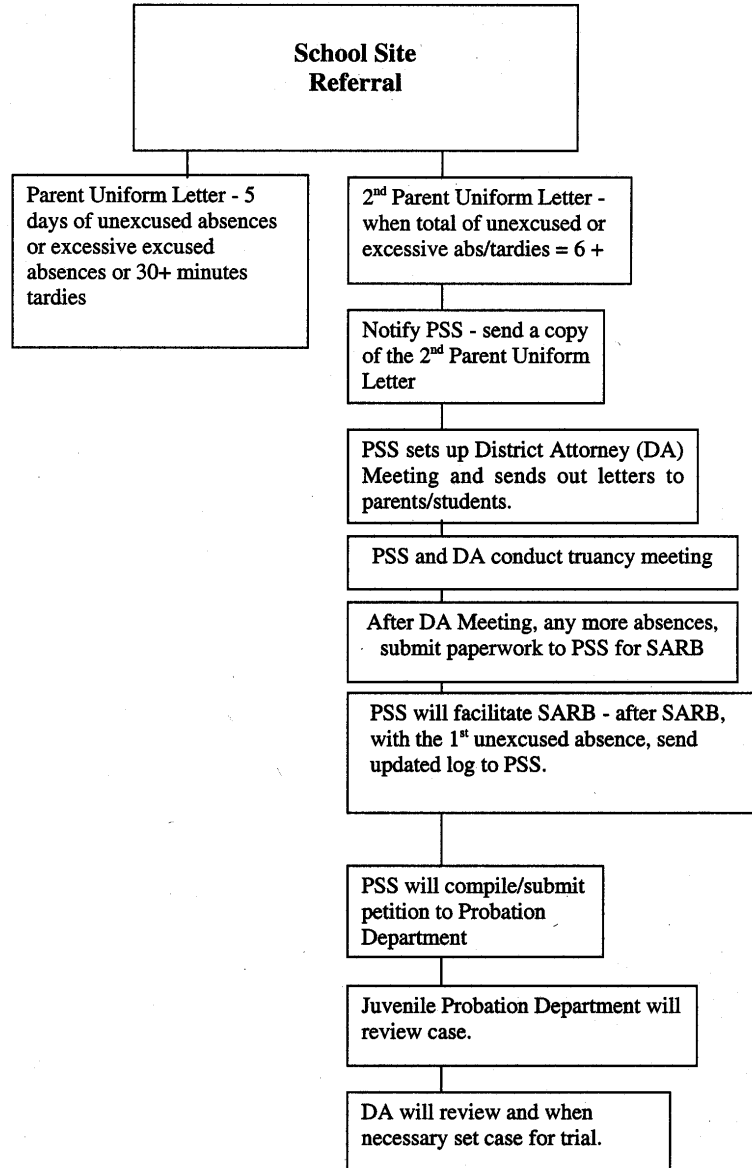 School Site
Referral
Parent Uniform Letter - 5
days of unexcused absences
or excessive excused
absences or 30+ minutes
tardies
2nd Parent Uniform Letter -
when total of unexcused or
excessive abs/tardies = 6 +
Notify PSS - send a copy
of the 2nd Parent Uniform
Letter
PSS sets up District Attorney (DA)
Meeting and sends out letters to
parents/students.
PSS and DA conduct truancy meeting
After DA Meeting, any more absences,
submit paperwork to PSS for SARB
PSS will facilitate SARB - after SARB,
with the 1st unexcused absence, send
updated log to PSS.
PSS will compile/submit
petition to Probation
Department
Juvenile Probation Department will
review case.
DA will review and when
necessary set case for trial.